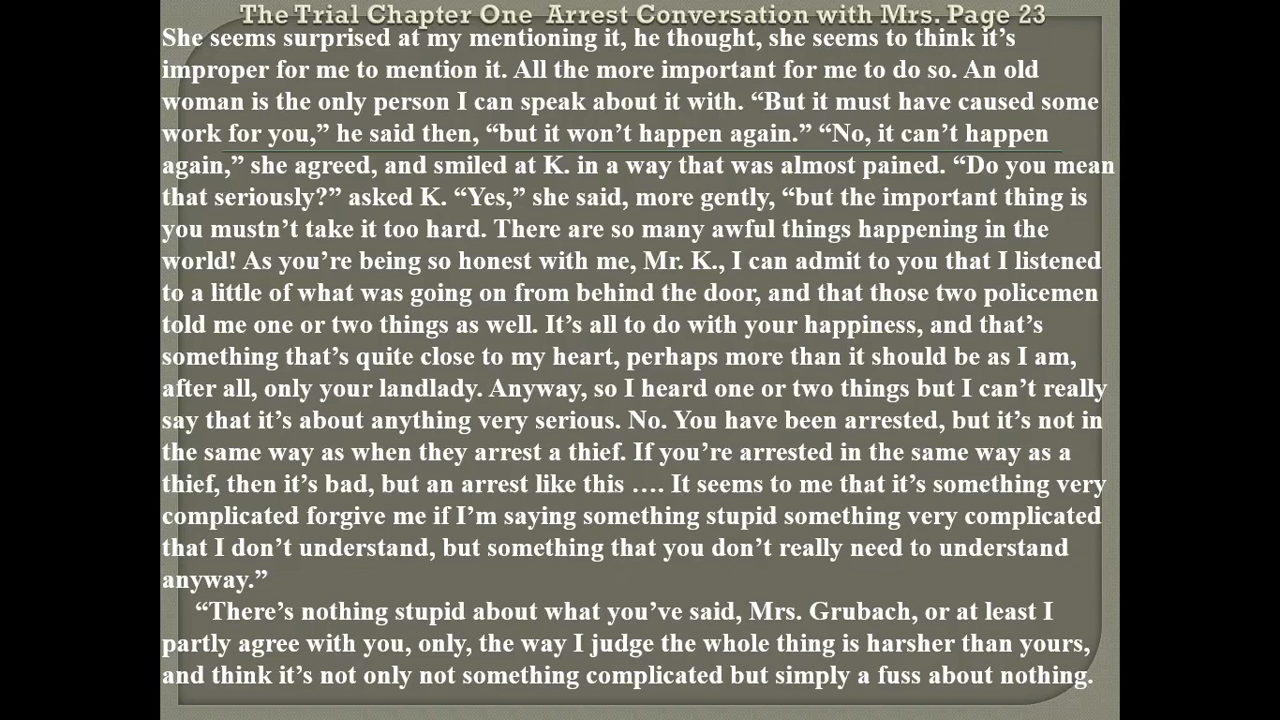 The Trial Chapter One Arrest Conversation with Mrs. Page 23
She seems surprised at my mentioning it, he thought, she seems to think it’s
improper for me to mention it. All the more important for me to do so. An old
woman is the only person I can speak about it with. “But it must have caused some
work for you,” he said then, “but it won’t happen again.” “No, it can’t happen
again,” she agreed, and smiled at K. in a way that was almost pained. “Do you mean
that seriously?” asked K. “Yes,” she said, more gently, “but the important thing is
you mustn’t take it too hard. There are so many awful things happening in the
world! As you’re being so honest with me, Mr. K., I can admit to you that I listened
to a little of what was going on from behind the door, and that those two policemen
told me one or two things as well. It’s all to do with your happiness, and that’s
something that’s quite close to my heart, perhaps more than it should be as I am,
after all, only your landlady. Anyway, so I heard one or two things but I can’t really
say that it’s about anything very serious. No. You have been arrested, but it’s not in
the same way as when they arrest a thief. If you’re arrested in the same way as a
thief, then it’s bad, but an arrest like this …. It seems to me that it’s something very
complicated forgive me if I’m saying something stupid something very complicated
that I don’t understand, but something that you don’t really need to understand
anyway.”
“There’s nothing stupid about what you’ve said, Mrs. Grubach, or at least I
partly agree with you, only, the way I judge the whole thing is harsher than yours,
and think it’s not only not something complicated but simply a fuss about nothing.